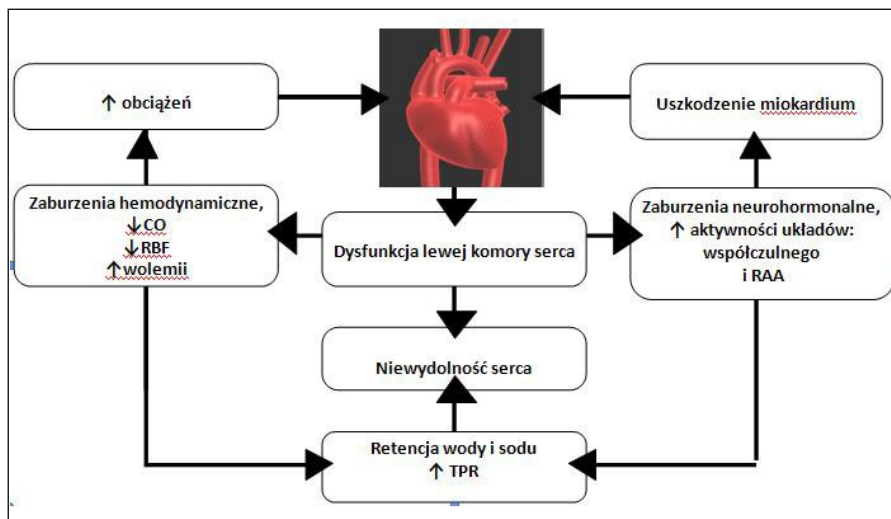 ↑ obciążeń
Uszkodzenie miokardium
Zaburzenia hemodynamiczne,
↓CO
↓RBF
↑wolemii
Dysfunkcja lewej komory serca
Zaburzenia neurohormonalne,
↑ aktywności układów:
współczulnego
i RAA
Niewydolność serca
Retencja wody i sodu
↑ TPR